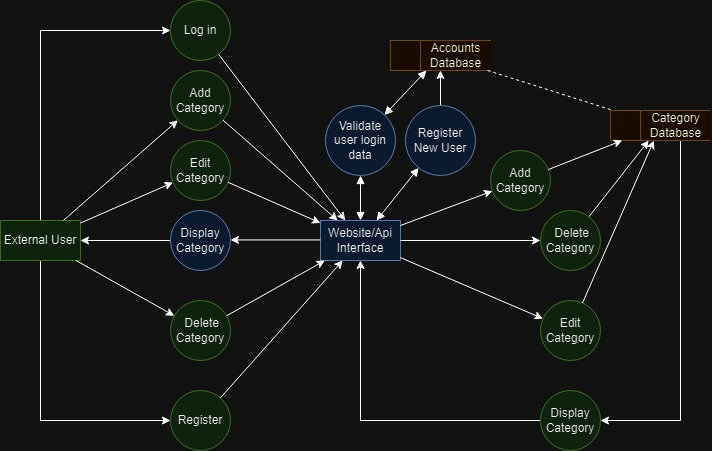 Log in
Accounts
Database
Add
Category
Category
Database
Validate
user login
data
Register
New User
Edit
Category
Add
Category
External User
Display
Category
Website/Api
Interface
Delete
Category
Delete
Category
Edit
Category
Register
Display
Category